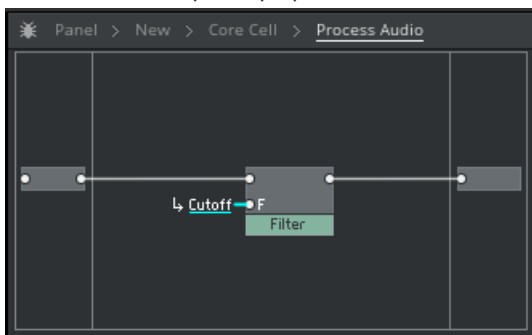 Panel > New > Core Cell > Process Audio
↳ Cutoff F
Filter